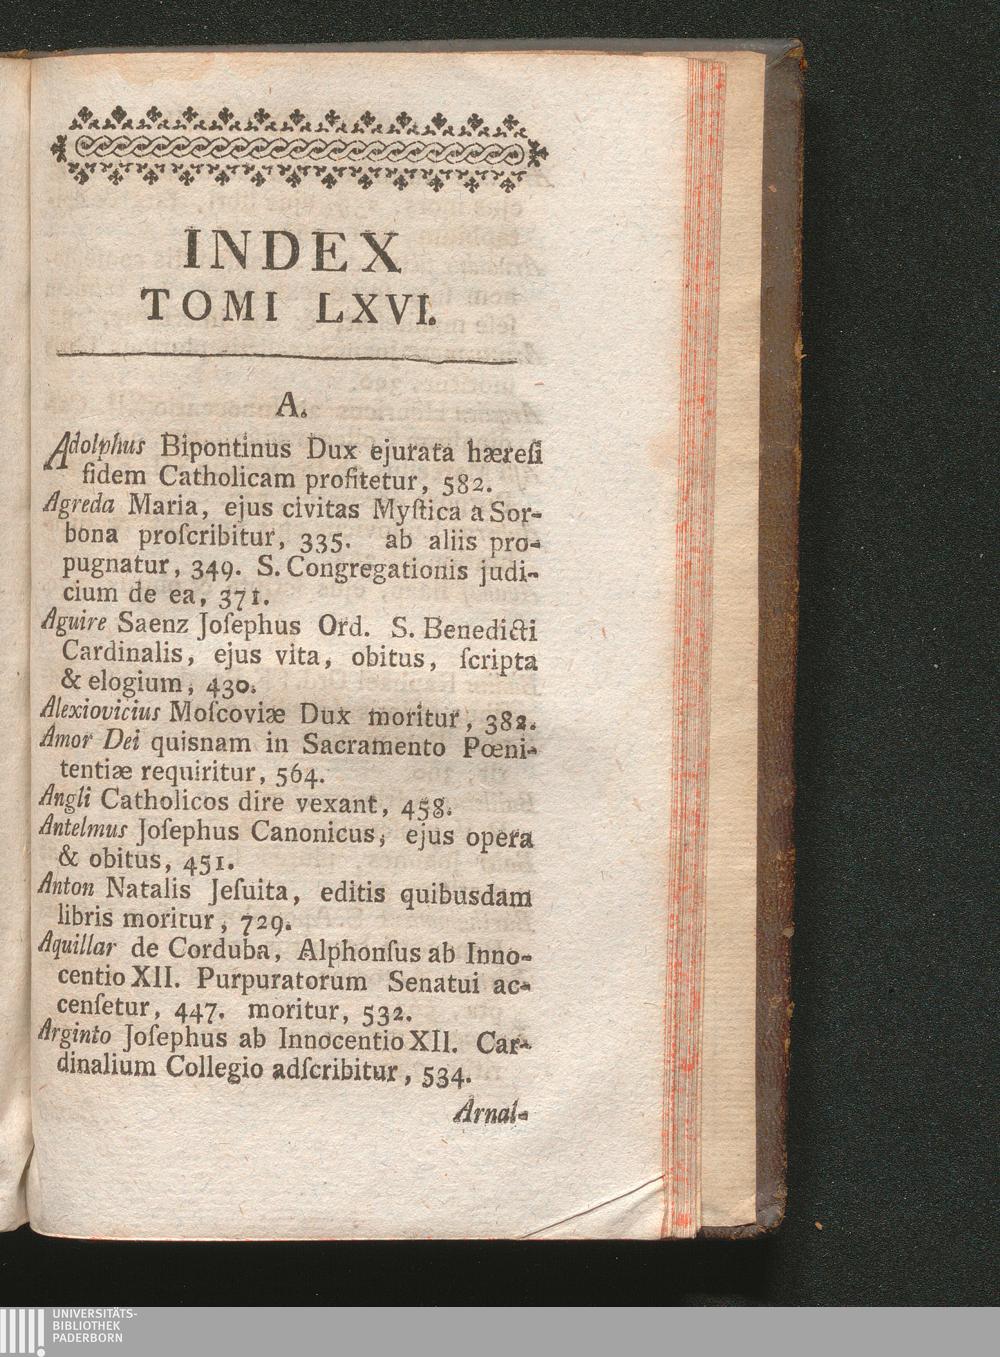 INDEX
TOMI LXVI.
A.
Adolphus Bipontinus Dux ejurata hæreſi
fidem Catholicam profitetur, 582.
Agreda Maria, ejus civitas Myſtica a Sor-
bona proſcribitur, 335. ab aliis pro-
pugnatur, 349. S. Congregationis judi-
cium de ea, 371.
Aguire Saenz Joſephus Ord. S. Benedicti
Cardinalis, ejus vita, obitus, ſcripta
& elogium, 430.
Alexiovicius Moſcoviæ Dux moritur, 382.
Amor Dei quisnam in Sacramento Pœni-
tentiæ requiritur, 564.
Angli Catholicos dire vexant, 458.
Antelmus Joſephus Canonicus, ejus opera
& obitus, 451.
Anton Natalis Jeſuita, editis quibusdam
libris moritur, 729.
Aquillar de Corduba, Alphonſus ab Inno-
centio XII. Purpuratorum Senatui ac-
cenſetur, 447. moritur, 532.
Arginto Joſephus ab Innocentio XII. Car-
dinalium Collegio adſcribitur, 534.
Arnal-
UNIVERSITÄTS-
BIBLIOTHEK
PADERBORN